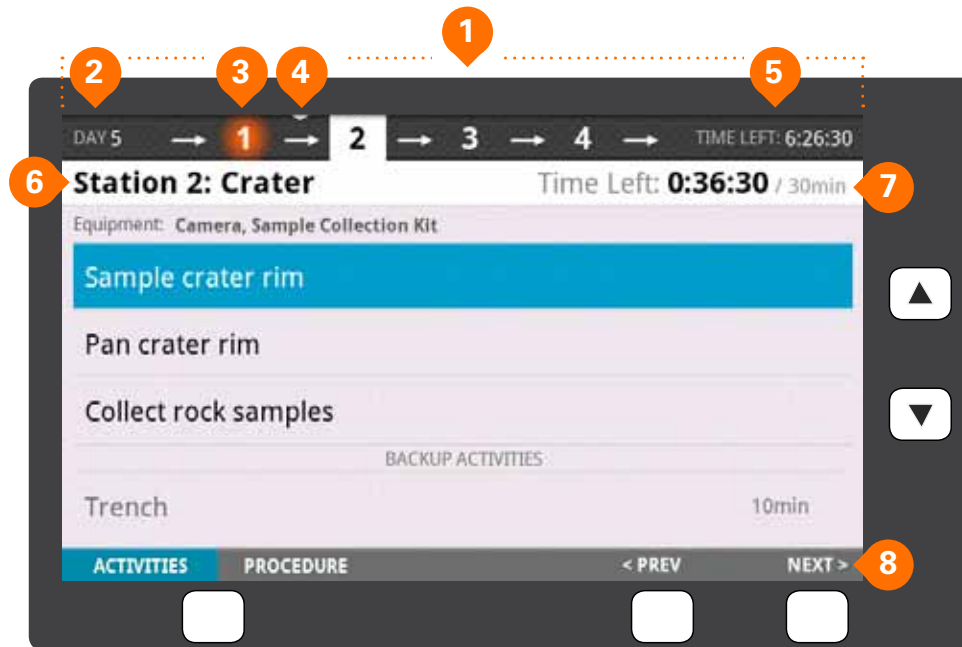 1
2 3 4 5
DAY 5 → 1 → 2 → 3 → 4 → TIME LEFT: 6:26:30
6 Station 2: Crater Time Left: 0:36:30 / 30min 7
Equipment: Camera, Sample Collection Kit
Sample crater rim
Pan crater rim
Collect rock samples
BACKUP ACTIVITIES
Trench 10min
ACTIVITIES PROCEDURE < PREV NEXT > 8